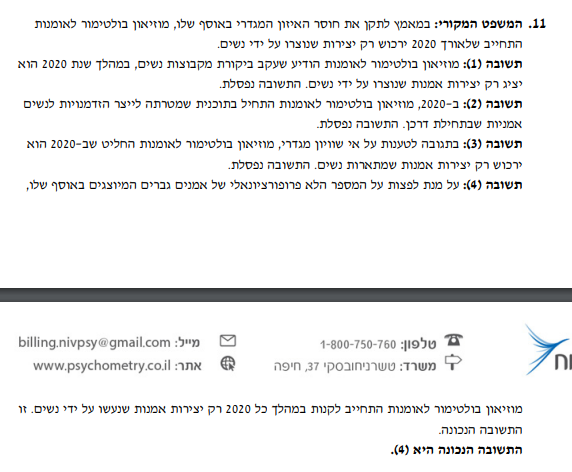 11. המשפט המקורי: במאמץ לתקן את חוסר האיזון המגדרי באוסף שלו, מוזיאון בולטימור לאומנות
התחייב שלאורך 2020 ירכוש רק יצירות שנוצרו על ידי נשים.
תשובה (1): מוזיאון בולטימור לאומנות הודיע שעקב ביקורת מקבוצות נשים, במהלך שנת 2020 הוא
יציג רק יצירות אמנות שנוצרו על ידי נשים. התשובה נפסלת.
תשובה (2): ב-2020, מוזיאון בולטימור לאומנות התחיל בתוכנית שמטרתה לייצר הזדמנויות לנשים
אמניות שבתחילת דרכן. התשובה נפסלת.
תשובה (3): בתגובה לטענות על אי שוויון מגדרי, מוזיאון בולטימור לאומנות החליט שב-2020 הוא
ירכוש רק יצירות אמנות שמתארות נשים. התשובה נפסלת.
תשובה (4): על מנת לפצות על המספר הלא פרופורציונאלי של אמנים גברים המיוצגים באוסף שלו,
טלפון: 1-800-750-760 מייל: billing.nivpsy@gmail.com
משרד: טשרניחובסקי 37, חיפה אתר: www.psychometry.co.il
מוזיאון בולטימור לאומנות התחייב לקנות במהלך כל 2020 רק יצירות אמנות שנעשו על ידי נשים. זו
התשובה הנכונה.
התשובה הנכונה היא (4).